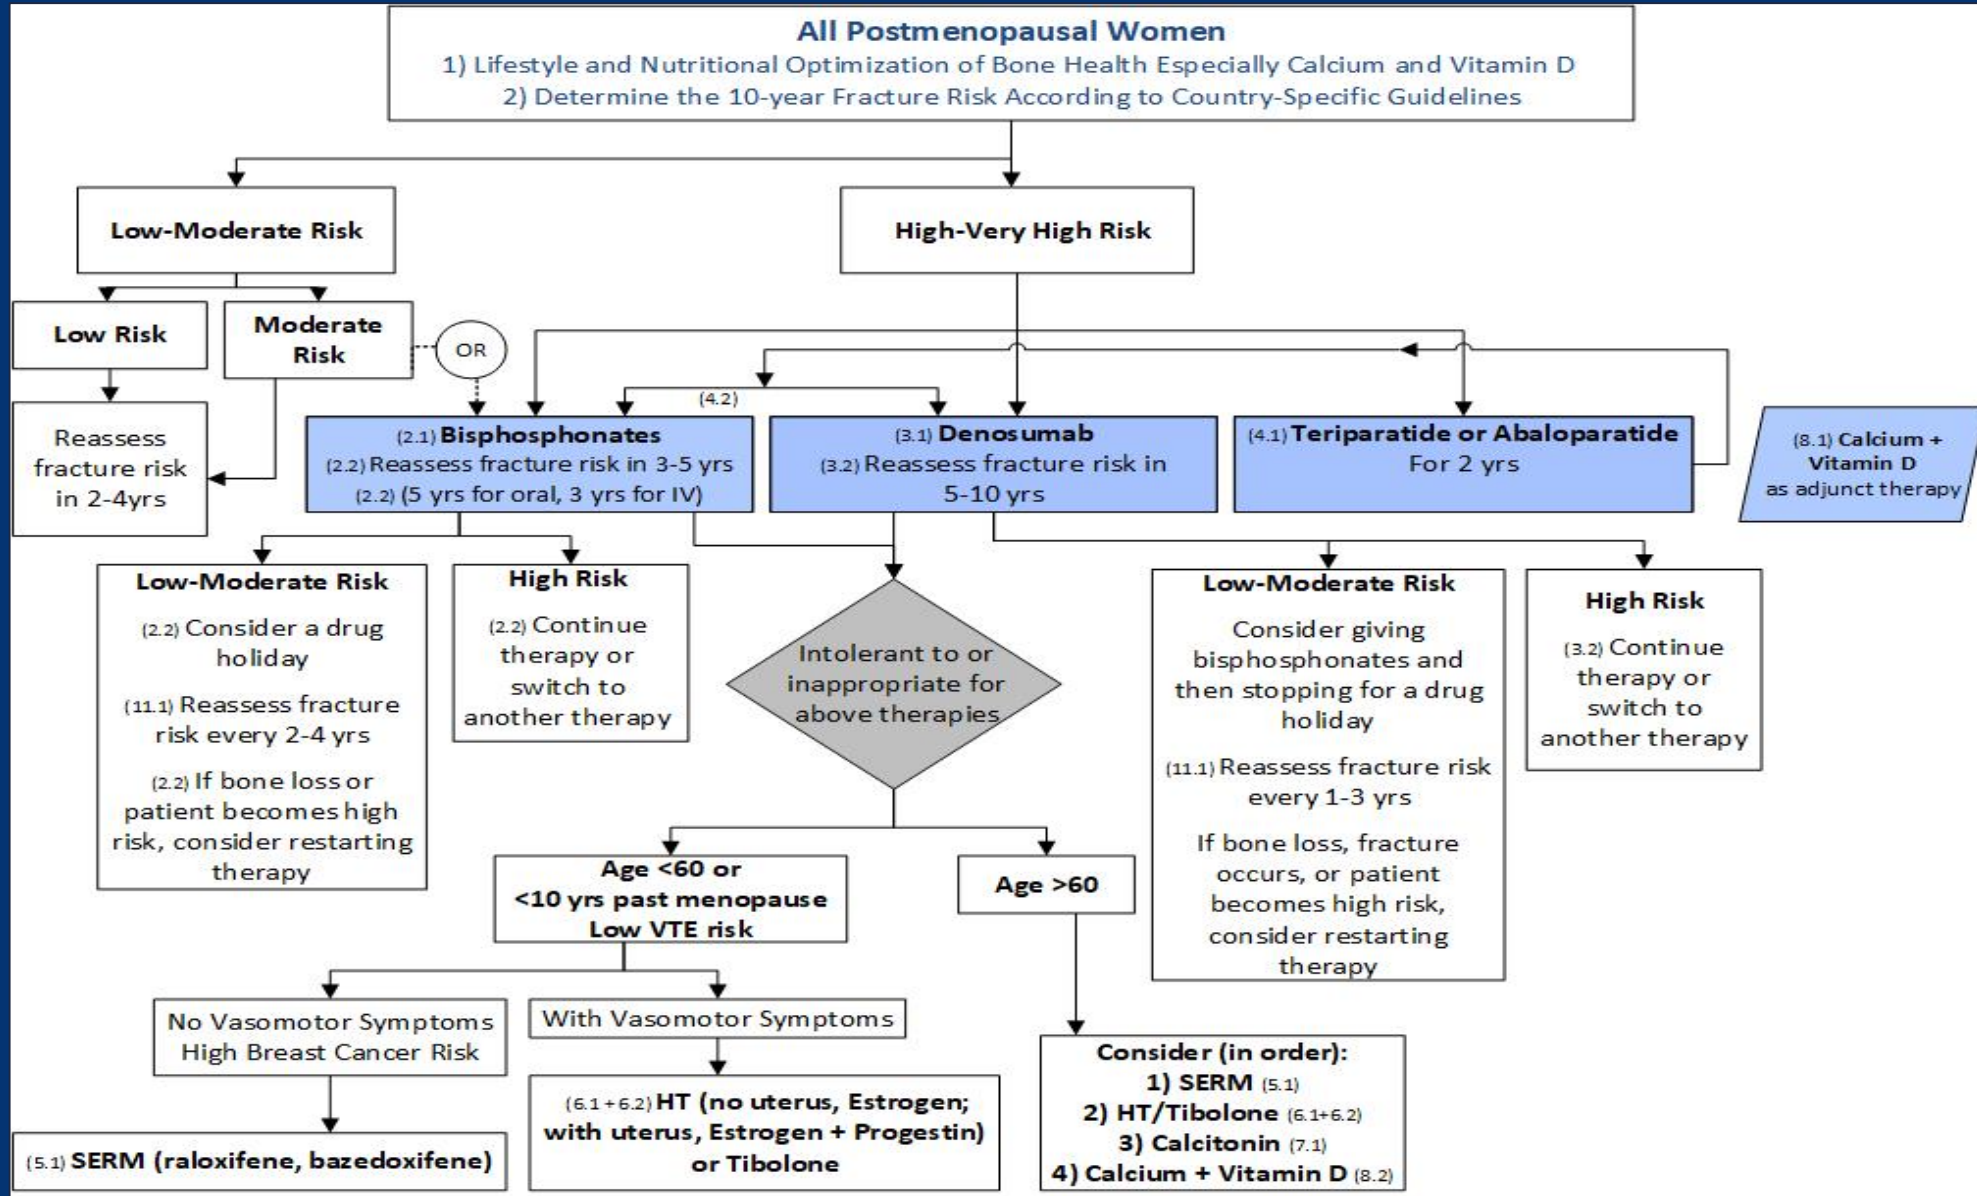 All Postmenopausal Women
1) Lifestyle and Nutritional Optimization of Bone Health Especially Calcium and Vitamin D
2) Determine the 10-year Fracture Risk According to Country-Specific Guidelines
Low-Moderate Risk
High-Very High Risk
Low Risk
Moderate
Risk
OR
Reassess
fracture risk
in 2-4yrs
(4.2)
(2.1) Bisphosphonates
(2.2) Reassess fracture risk in 3-5 yrs
(2.2) (5 yrs for oral, 3 yrs for IV)
(3.1) Denosumab
(3.2) Reassess fracture risk in
5-10 yrs
(4.1) Teriparatide or Abaloparatide
For 2 yrs
(8.1) Calcium +
Vitamin D
as adjunct therapy
Low-Moderate Risk
(2.2) Consider a drug
holiday
(11.1) Reassess fracture
risk every 2-4 yrs
(2.2) If bone loss or
patient becomes high
risk, consider restarting
therapy
High Risk
(2.2) Continue
therapy or
switch to
another therapy
Intolerant to or
inappropriate for
above therapies
Low-Moderate Risk
Consider giving
bisphosphonates and
then stopping for a drug
holiday
(11.1) Reassess fracture risk
every 1-3 yrs
If bone loss, fracture
occurs, or patient
becomes high risk,
consider restarting
therapy
High Risk
(3.2) Continue
therapy or
switch to
another therapy
Age <60 or
<10 yrs past menopause
Low VTE risk
Age >60
No Vasomotor Symptoms
High Breast Cancer Risk
With Vasomotor Symptoms
(5.1) SERM (raloxifene, bazedoxifene)
(6.1 + 6.2) HT (no uterus, Estrogen;
with uterus, Estrogen + Progestin)
or Tibolone
Consider (in order):
1) SERM (5.1)
2) HT/Tibolone (6.1+6.2)
3) Calcitonin (7.1)
4) Calcium + Vitamin D (8.2)